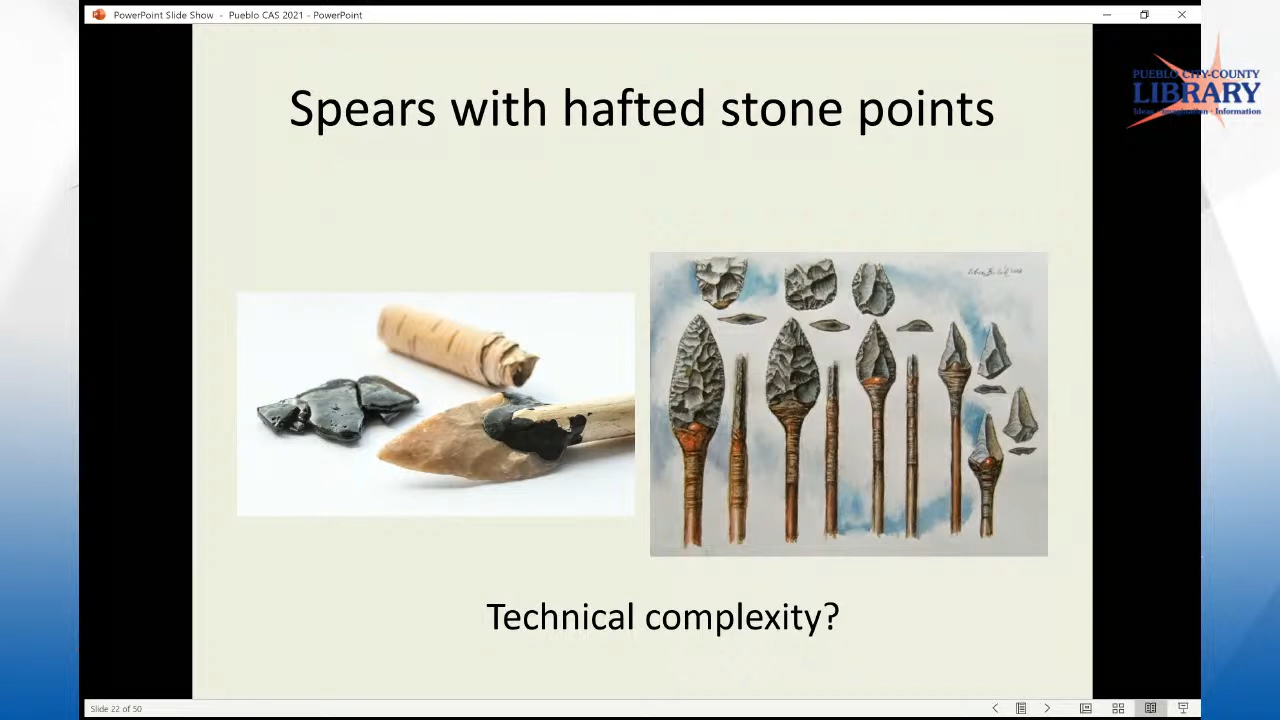 PowerPoint Slide Show - Pueblo CAS 2021 - PowerPoint
PUEBLO CITY-COUNTY
LIBRARY
Ideas · Imagination · Information
Spears with hafted stone points
Technical complexity?
Slide 22 of 50